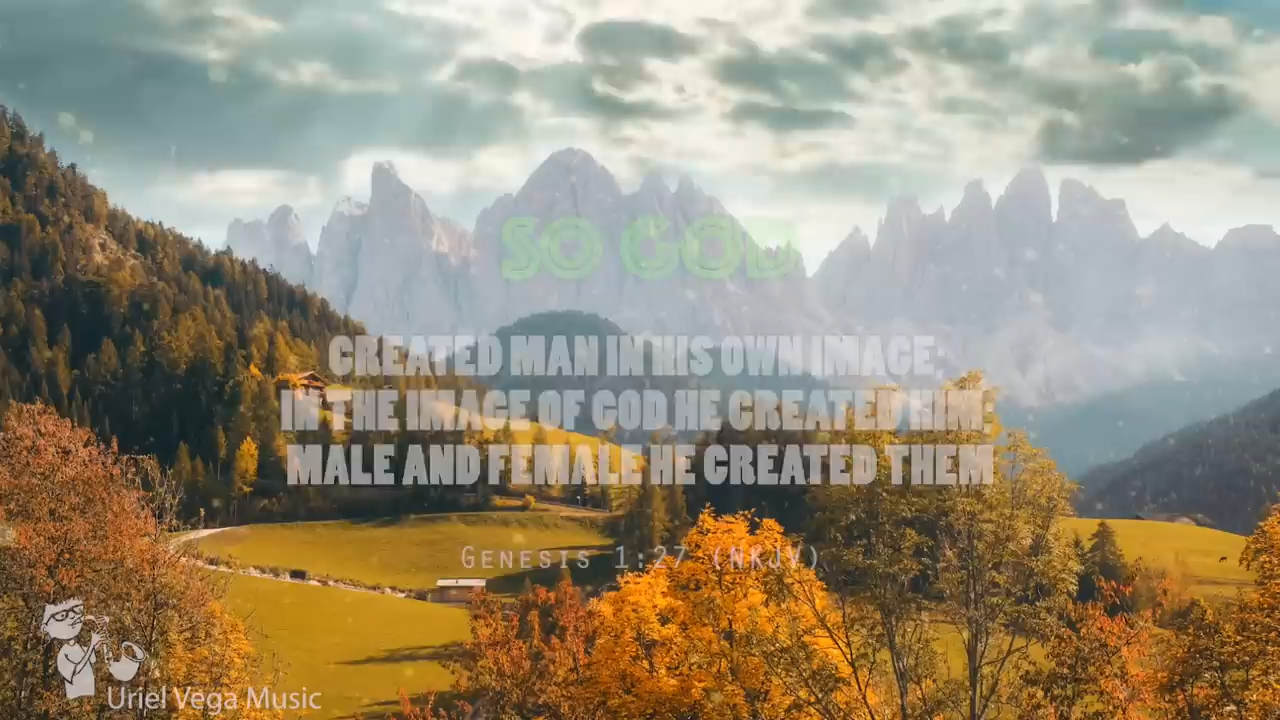 SO GOD
CREATED MAN IN HIS OWN IMAGE;
IN THE IMAGE OF GOD HE CREATED HIM;
MALE AND FEMALE HE CREATED THEM
GENESIS 1:27 (NKJV)
Uriel Vega Music